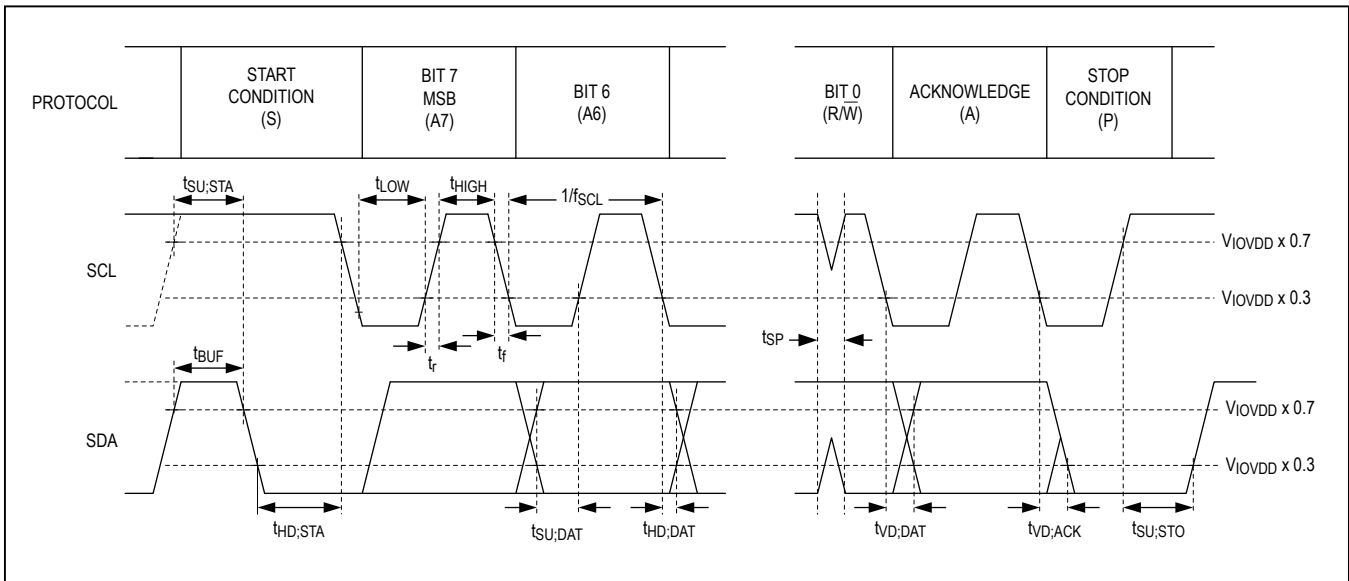 PROTOCOL
START
CONDITION
(S)
BIT 7
MSB
(A7)
BIT 6
(A6)
BIT 0
(R/W̅)
ACKNOWLEDGE
(A)
STOP
CONDITION
(P)
tSU;STA
tLOW
tHIGH
1/fSCL
SCL
VIOVDD x 0.7
VIOVDD x 0.3
tr
tf
tSP
tBUF
SDA
VIOVDD x 0.7
VIOVDD x 0.3
tHD;STA
tSU;DAT
tHD;DAT
tVD;DAT
tVD;ACK
tSU;STO